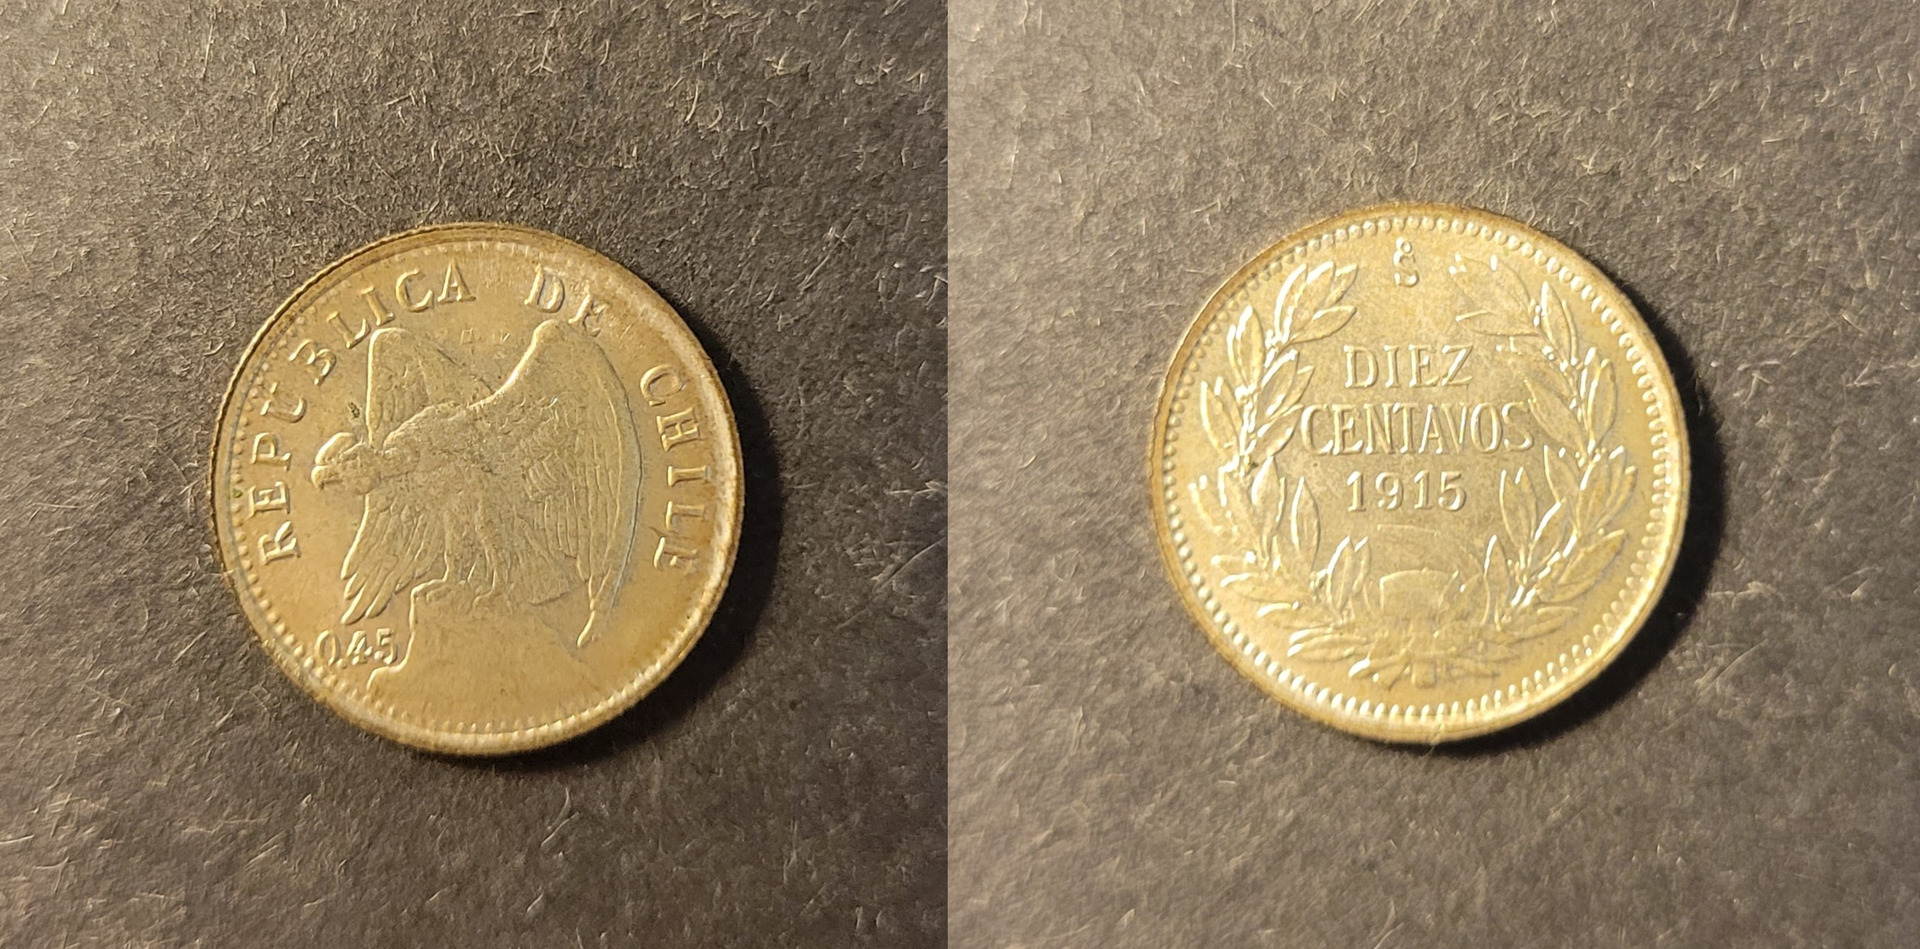 REPUBLICA DE CHILE
0.45
S
DIEZ
CENTAVOS
1915